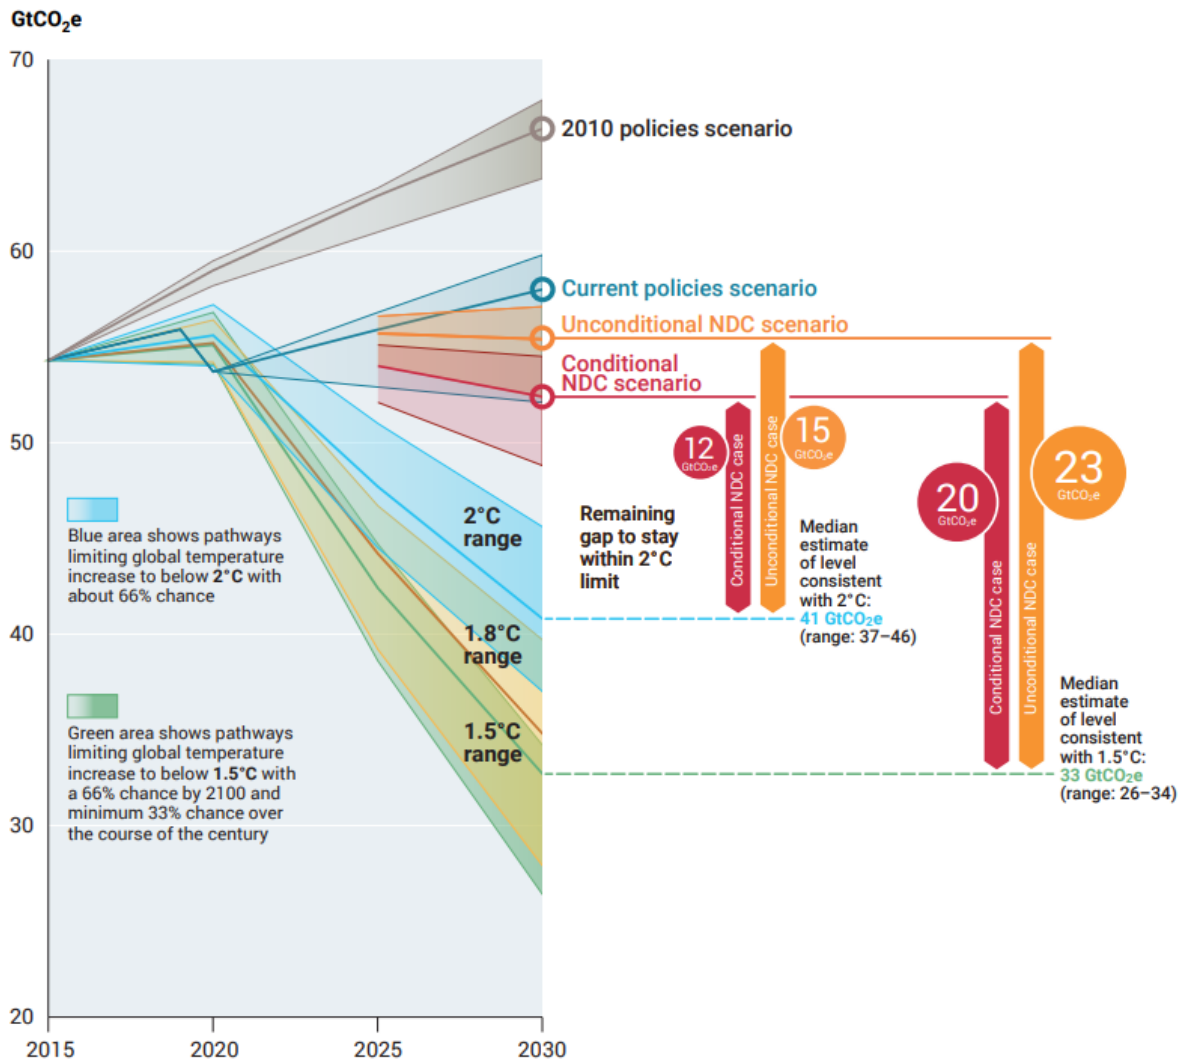 GtCO₂e
70
60
50
40
30
20
2015
2020
2025
2030
2010 policies scenario
Current policies scenario
Unconditional NDC scenario
Conditional
NDC scenario
2°C
range
1.8°C
range
1.5°C
range
Blue area shows pathways
limiting global temperature
increase to below 2°C with
about 66% chance
Green area shows pathways
limiting global temperature
increase to below 1.5°C with
a 66% chance by 2100 and
minimum 33% chance over
the course of the century
Remaining
gap to stay
within 2°C
limit
12
GtCO₂e
Conditional NDC case
Unconditional NDC case
15
GtCO₂e
Median
estimate
of level
consistent
with 2°C:
41 GtCO₂e
(range: 37–46)
20
GtCO₂e
Conditional NDC case
Unconditional NDC case
23
GtCO₂e
Median
estimate
of level
consistent
with 1.5°C:
33 GtCO₂e
(range: 26–34)